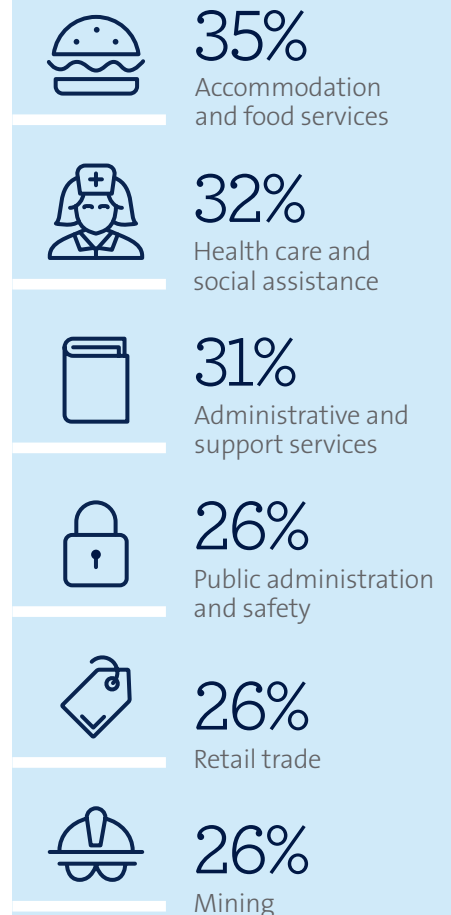 35%
Accommodation
and food services
32%
Health care and
social assistance
31%
Administrative and
support services
26%
Public administration
and safety
26%
Retail trade
26%
Mining